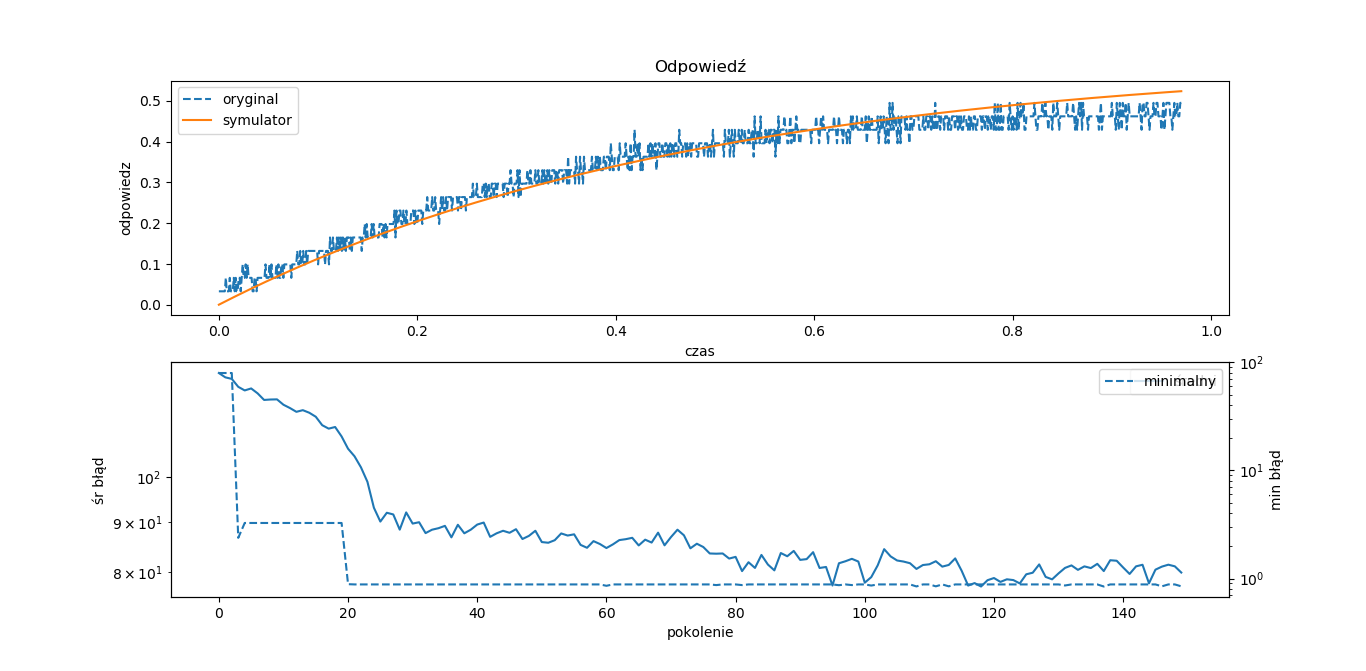 Odpowiedź
oryginal
symulator
odpowiedz
0.5
0.4
0.3
0.2
0.1
0.0
0.0 0.2 0.4 0.6 0.8 1.0
czas
minimalny
śr błąd
10²
9 × 10¹
8 × 10¹
min błąd
10²
10¹
10⁰
0 20 40 60 80 100 120 140
pokolenie